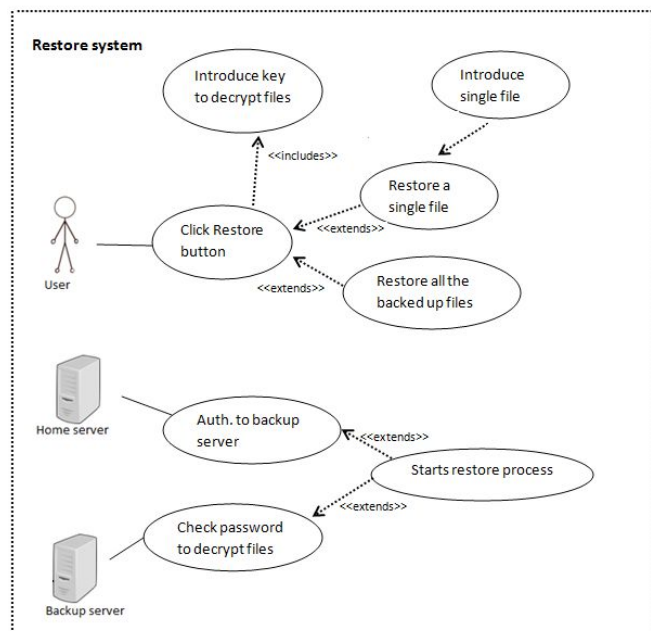 Restore system
Introduce key
to decrypt files
Introduce
single file
<<includes>>
Restore a
single file
<<extends>>
Click Restore
button
User
<<extends>>
Restore all the
backed up files
Home server
Auth. to backup
server
<<extends>>
Starts restore process
<<extends>>
Check password
to decrypt files
Backup server